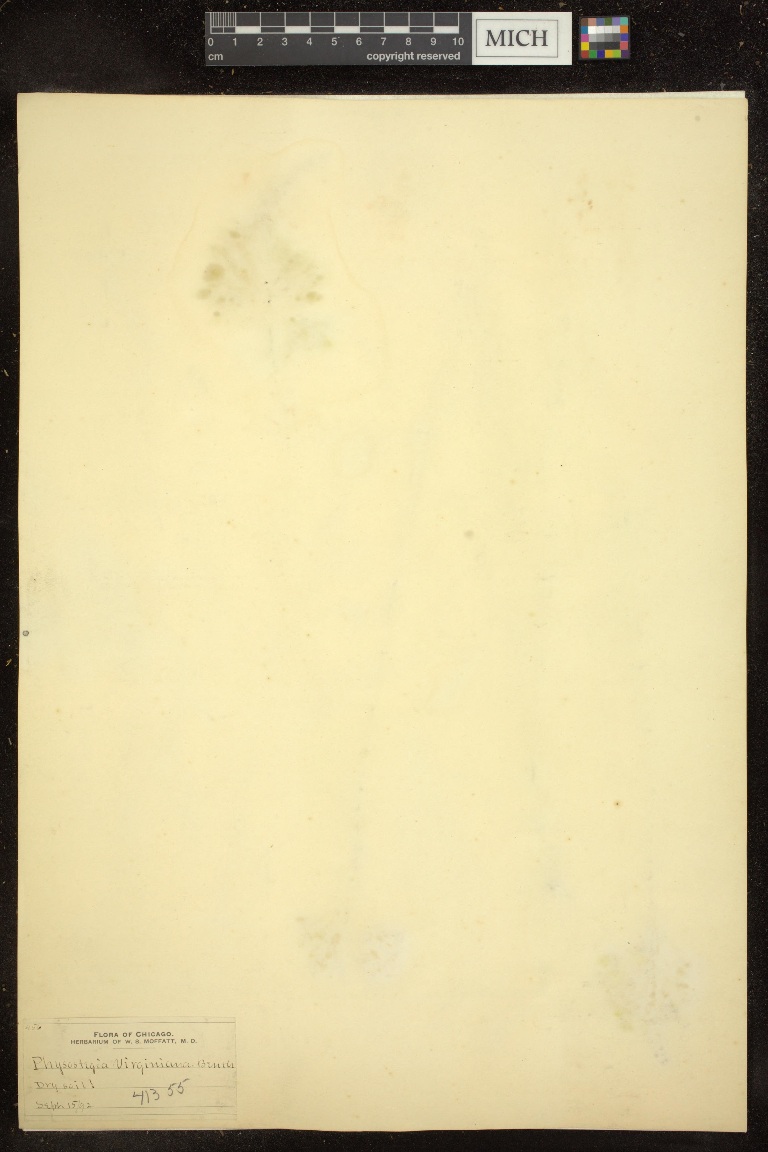 0 1 2 3 4 5 6 7 8 9 10
cm copyright reserved
MICH
FLORA OF CHICAGO.
HERBARIUM OF W. S. MOFFATT, M. D.
Physostegia Virginiana Benth
Dry soil!
Sept 15/92
41355